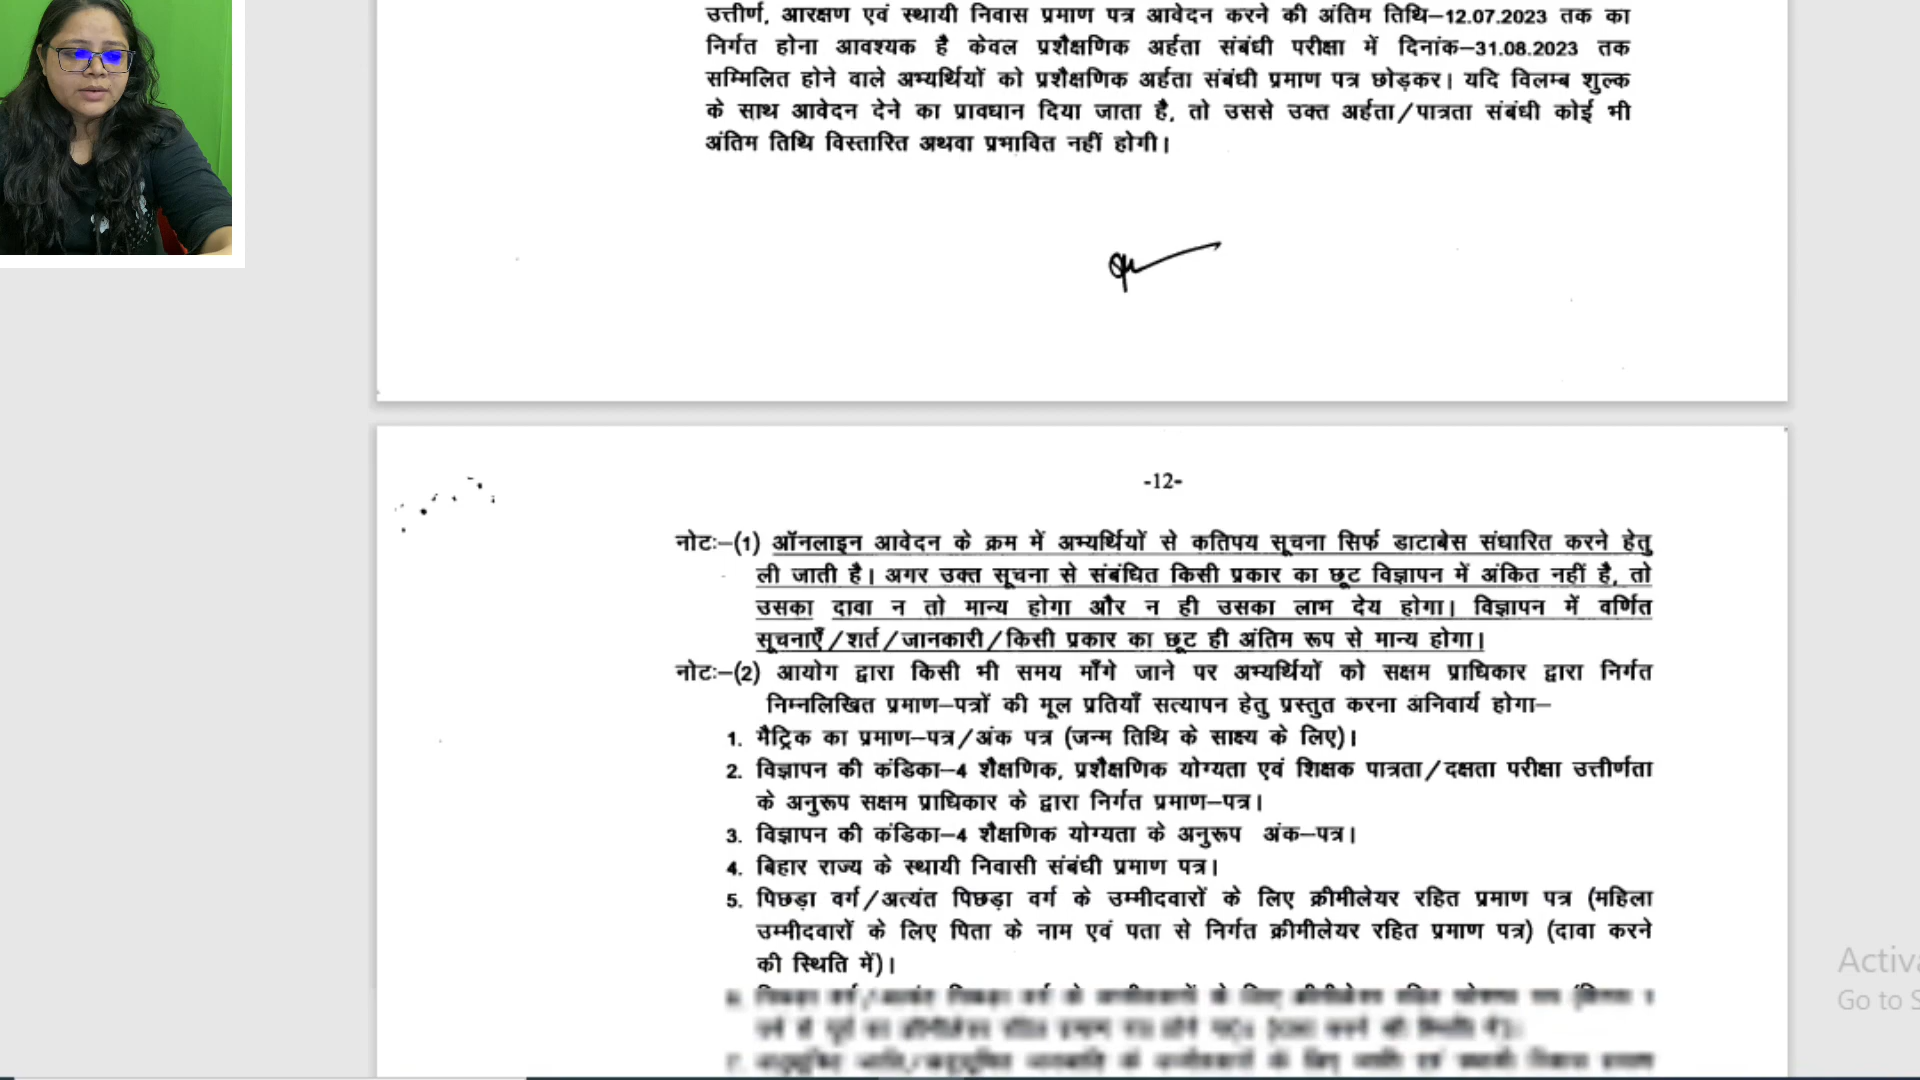 उत्तीर्ण, आरक्षण एवं स्थायी निवास प्रमाण पत्र आवेदन करने की अंतिम तिथि–12.07.2023 तक का
निर्गत होना आवश्यक है केवल प्रशैक्षणिक अर्हता संबंधी परीक्षा में दिनांक–31.08.2023 तक
सम्मिलित होने वाले अभ्यर्थियों को प्रशैक्षणिक अर्हता संबंधी प्रमाण पत्र छोड़कर। यदि विलम्ब शुल्क
के साथ आवेदन देने का प्रावधान दिया जाता है, तो उससे उक्त अर्हता/पात्रता संबंधी कोई भी
अंतिम तिथि विस्तारित अथवा प्रभावित नहीं होगी।
-12-
नोटः–(1) ऑनलाइन आवेदन के क्रम में अभ्यर्थियों से कतिपय सूचना सिर्फ डाटाबेस संधारित करने हेतु
ली जाती है। अगर उक्त सूचना से संबंधित किसी प्रकार का छूट विज्ञापन में अंकित नहीं है, तो
उसका दावा न तो मान्य होगा और न ही उसका लाभ देय होगा। विज्ञापन में वर्णित
सूचनाएँ/शर्त/जानकारी/किसी प्रकार का छूट ही अंतिम रूप से मान्य होगा।
नोटः–(2) आयोग द्वारा किसी भी समय माँगे जाने पर अभ्यर्थियों को सक्षम प्राधिकार द्वारा निर्गत
निम्नलिखित प्रमाण–पत्रों की मूल प्रतियाँ सत्यापन हेतु प्रस्तुत करना अनिवार्य होगा–
1. मैट्रिक का प्रमाण–पत्र/अंक पत्र (जन्म तिथि के साक्ष्य के लिए)।
2. विज्ञापन की कंडिका–4 शैक्षणिक, प्रशैक्षणिक योग्यता एवं शिक्षक पात्रता/दक्षता परीक्षा उत्तीर्णता
के अनुरूप सक्षम प्राधिकार के द्वारा निर्गत प्रमाण–पत्र।
3. विज्ञापन की कंडिका–4 शैक्षणिक योग्यता के अनुरूप अंक–पत्र।
4. बिहार राज्य के स्थायी निवासी संबंधी प्रमाण पत्र।
5. पिछड़ा वर्ग/अत्यंत पिछड़ा वर्ग के उम्मीदवारों के लिए क्रीमीलेयर रहित प्रमाण पत्र (महिला
उम्मीदवारों के लिए पिता के नाम एवं पता से निर्गत क्रीमीलेयर रहित प्रमाण पत्र) (दावा करने
की स्थिति में)।
Activa
Go to S